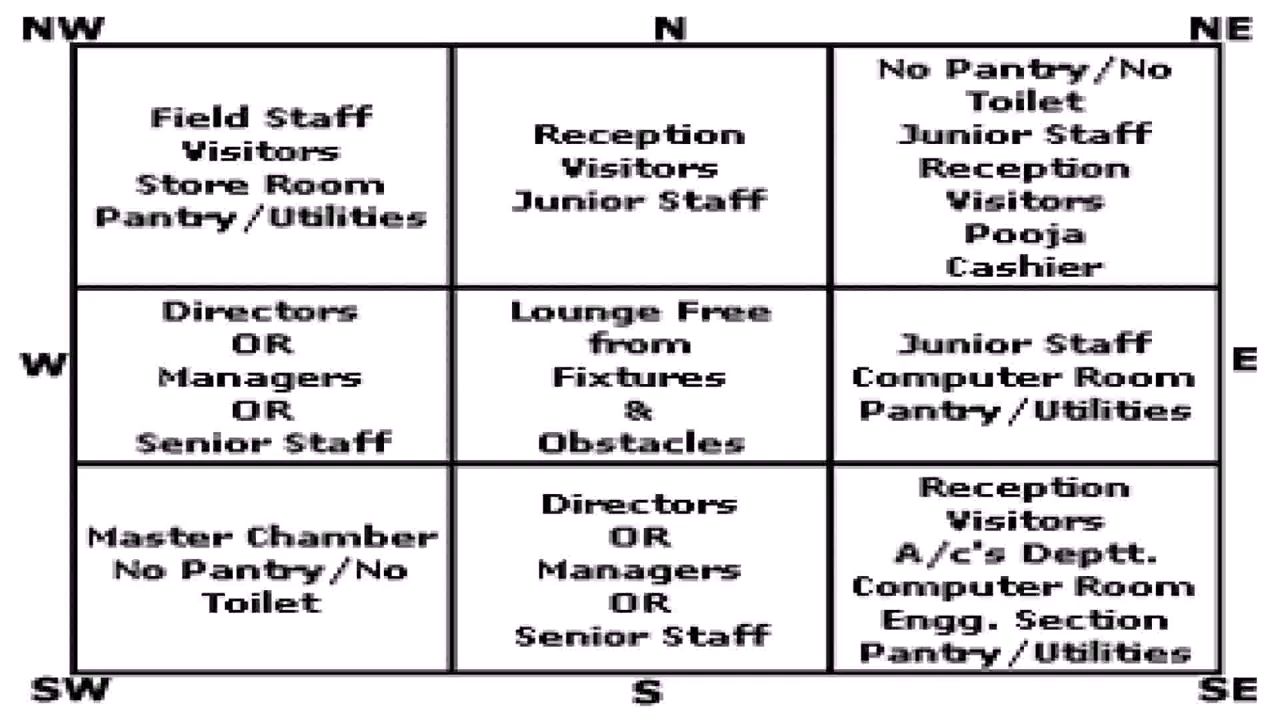 NW N NE
Field Staff
Visitors
Store Room
Pantry/Utilities
Reception
Visitors
Junior Staff
No Pantry/No
Toilet
Junior Staff
Reception
Visitors
Pooja
Cashier
W
Directors
OR
Managers
OR
Senior Staff
Lounge Free
from
Fixtures
&
Obstacles
Junior Staff
Computer Room
Pantry/Utilities
E
Master Chamber
No Pantry/No
Toilet
Directors
OR
Managers
OR
Senior Staff
Reception
Visitors
A/c's Deptt.
Computer Room
Engg. Section
Pantry/Utilities
SW S SE